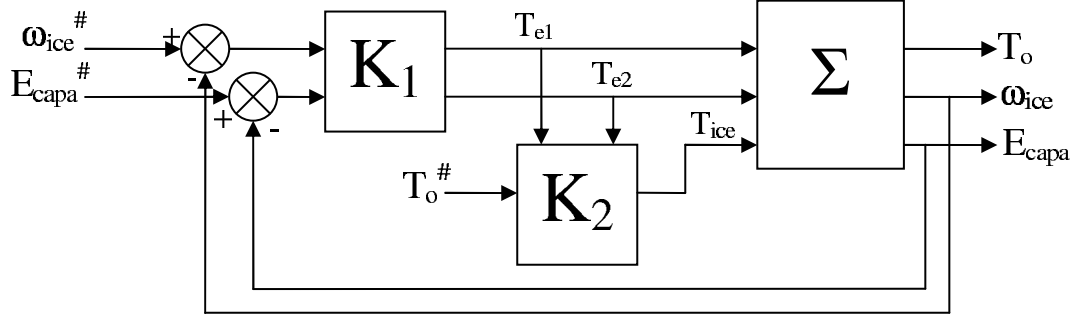 ω_ice^#
E_capa^#
+
-
+
-
K_1
T_e1
T_e2
T_ice
T_o^#
K_2
Σ
T_o
ω_ice
E_capa